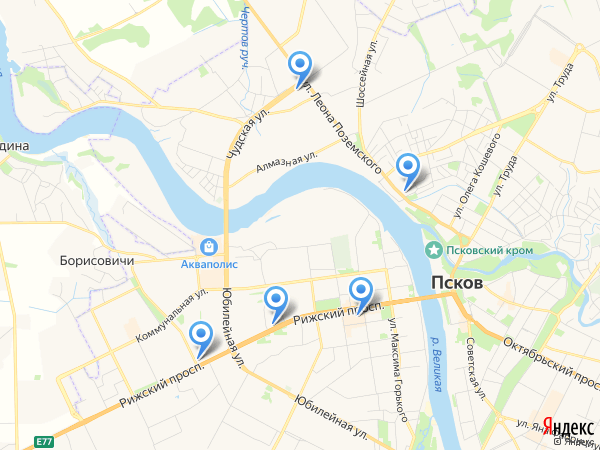 Чертов руч.
Шоссейная ул.
ул. Труда
ул. Леона Поземского
Чудская ул.
дина
Алмазная ул.
ул. Олега Кошевого
ул. Труда
Борисовичи
Аквaполис
Псковский кром
Псков
Коммунальная ул.
Юбилейная ул.
Рижский просп.
ул. Максима Горького
р. Великая
Советская ул.
Октябрьский прос
Рижский просп.
Юбилейная ул.
E77
Яндекс